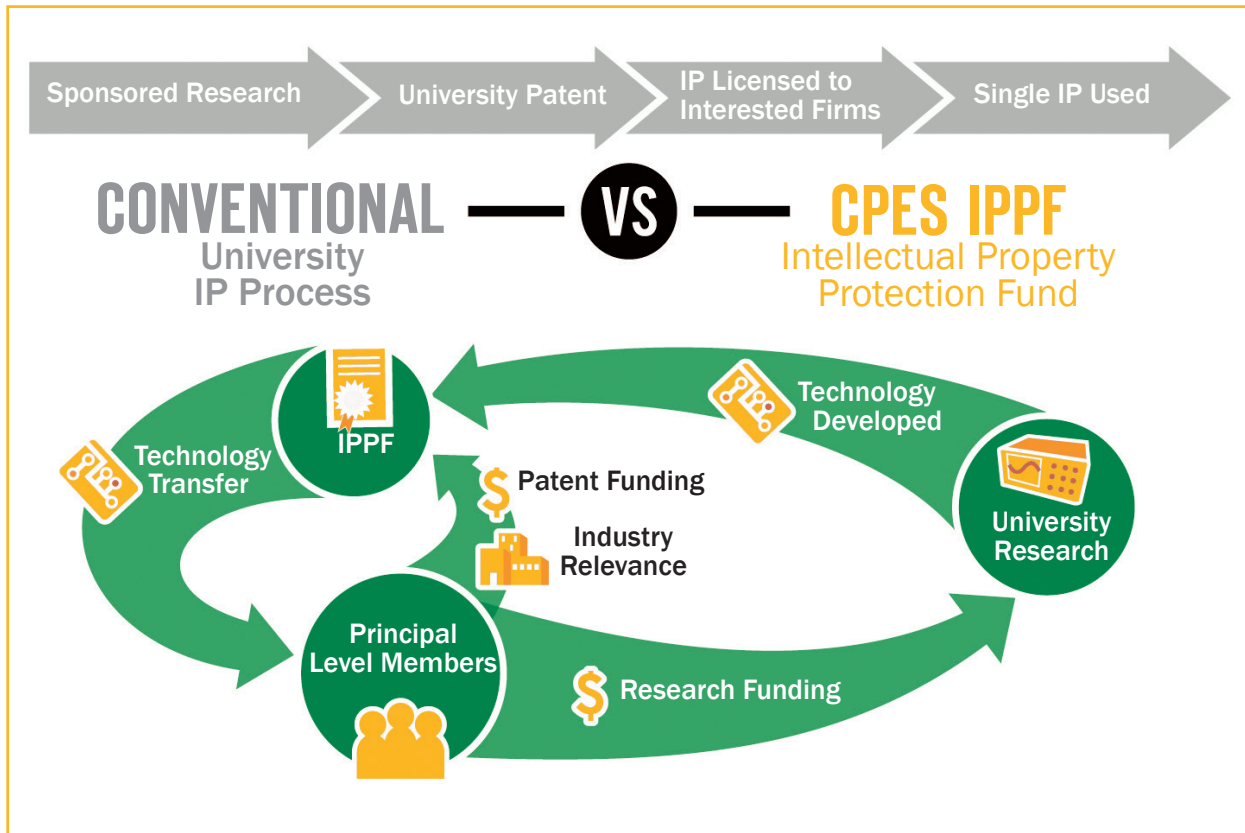 Sponsored Research
University Patent
IP Licensed to
Interested Firms
Single IP Used
CONVENTIONAL
University
IP Process
VS
CPES IPPF
Intellectual Property
Protection Fund
IPPF
Technology
Transfer
Technology
Developed
$ Patent Funding
Industry
Relevance
University
Research
Principal
Level Members
$ Research Funding